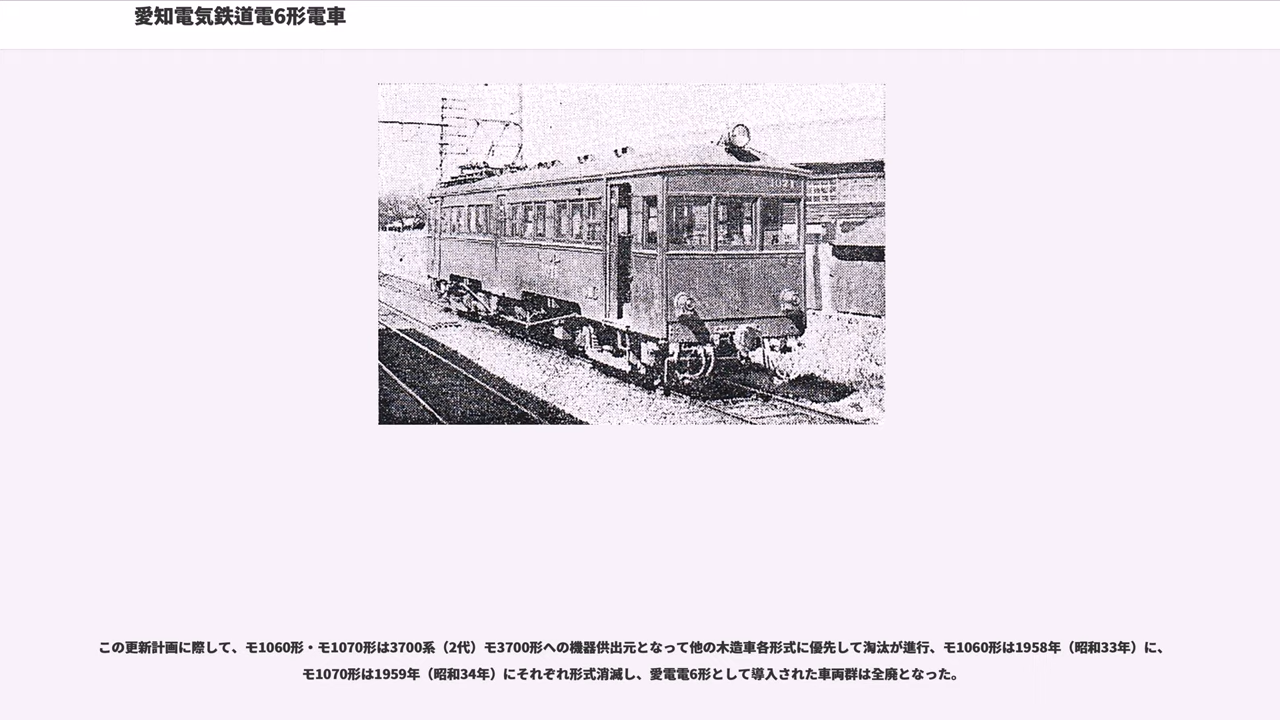 愛知電気鉄道電6形電車
この更新計画に際して、モ1060形・モ1070形は3700系（2代）モ3700形への機器供出元となって他の木造車各形式に優先して淘汰が進行、モ1060形は1958年（昭和33年）に、
モ1070形は1959年（昭和34年）にそれぞれ形式消滅し、愛電電6形として導入された車両群は全廃となった。